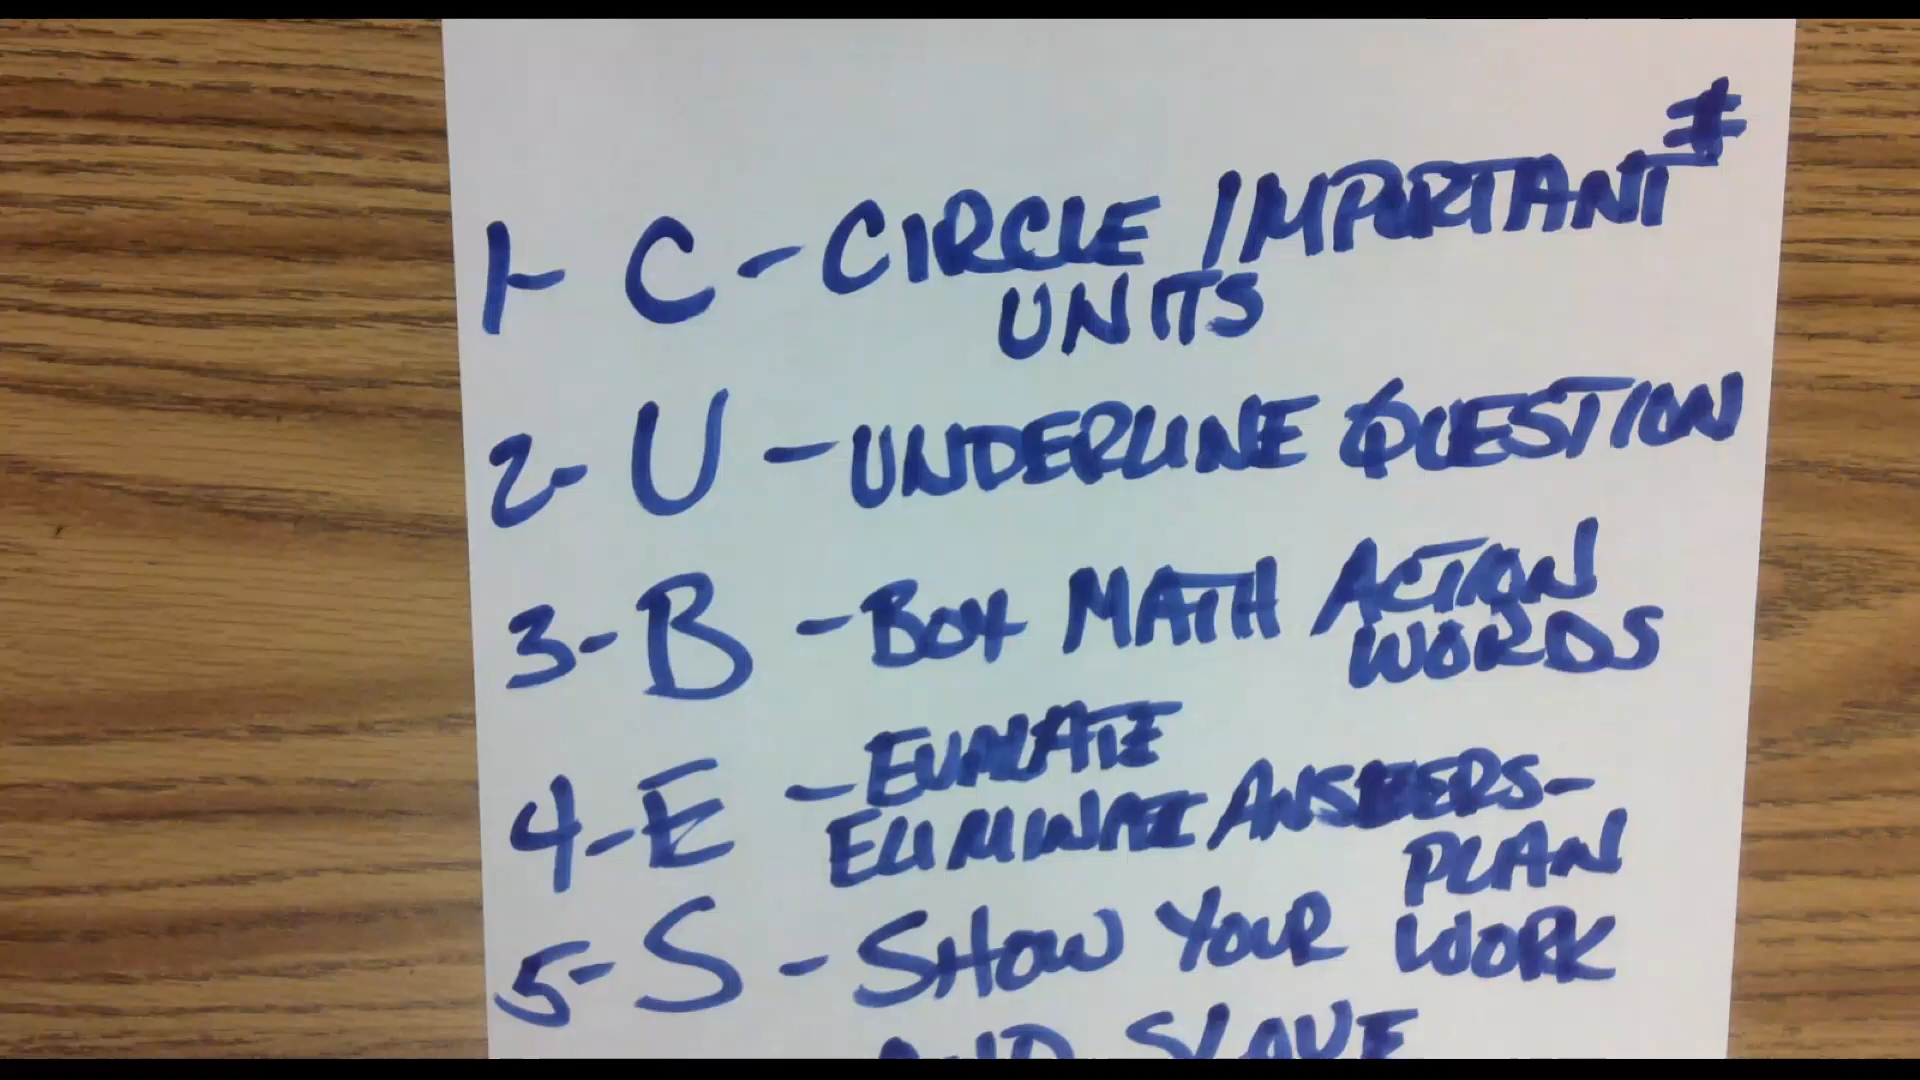 1- C - CIRCLE IMPORTANT #
UNITS
2- U - UNDERLINE QUESTION
3- B - BOX MATH ACTION
WORDS
4- E -
ELIMINATE ANSWERS -
PLAN
5- S - SHOW YOUR WORK
AND